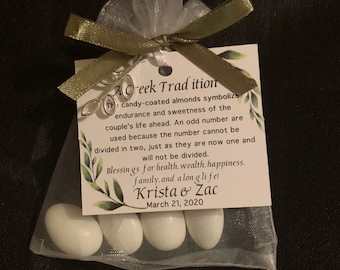 A Greek Tradition
The candy-coated almonds symbolize
endurance and sweetness of the
couple's life ahead. An odd number are
used because the number cannot be
divided in two, just as they are now one and
will not be divided.
Blessings for health, wealth, happiness,
family, and a long life!
Krista & Zac
March 21, 2020